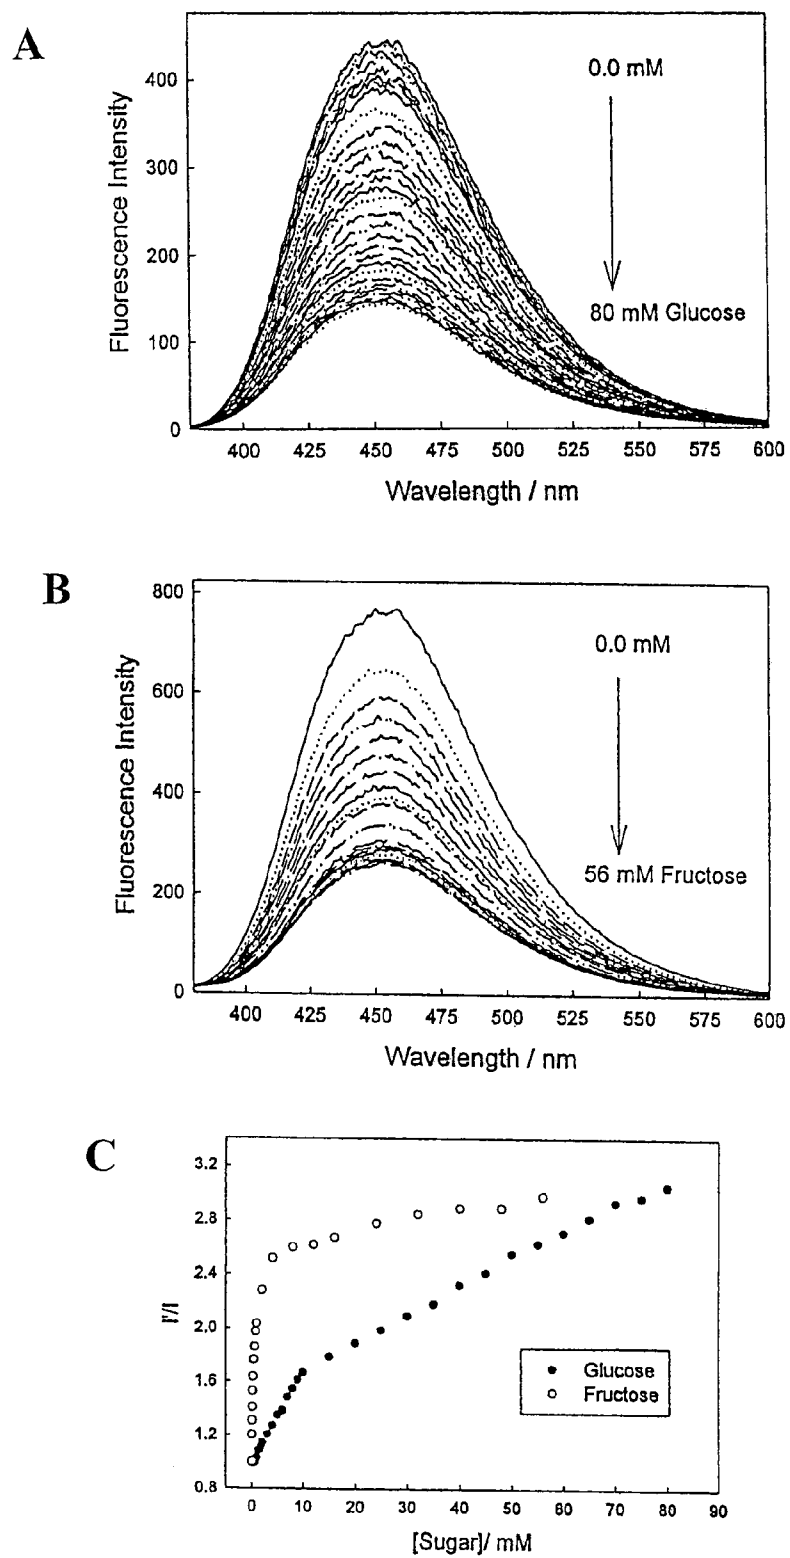 A
Fluorescence Intensity
400
300
200
100
0
0.0 mM
80 mM Glucose
400 425 450 475 500 525 550 575 600
Wavelength / nm
B
Fluorescence Intensity
800
600
400
200
0
0.0 mM
56 mM Fructose
400 425 450 475 500 525 550 575 600
Wavelength / nm
C
I'/I
3.2
2.8
2.4
2.0
1.6
1.2
0.8
Glucose
Fructose
0 10 20 30 40 50 60 70 80 90
[Sugar]/ mM